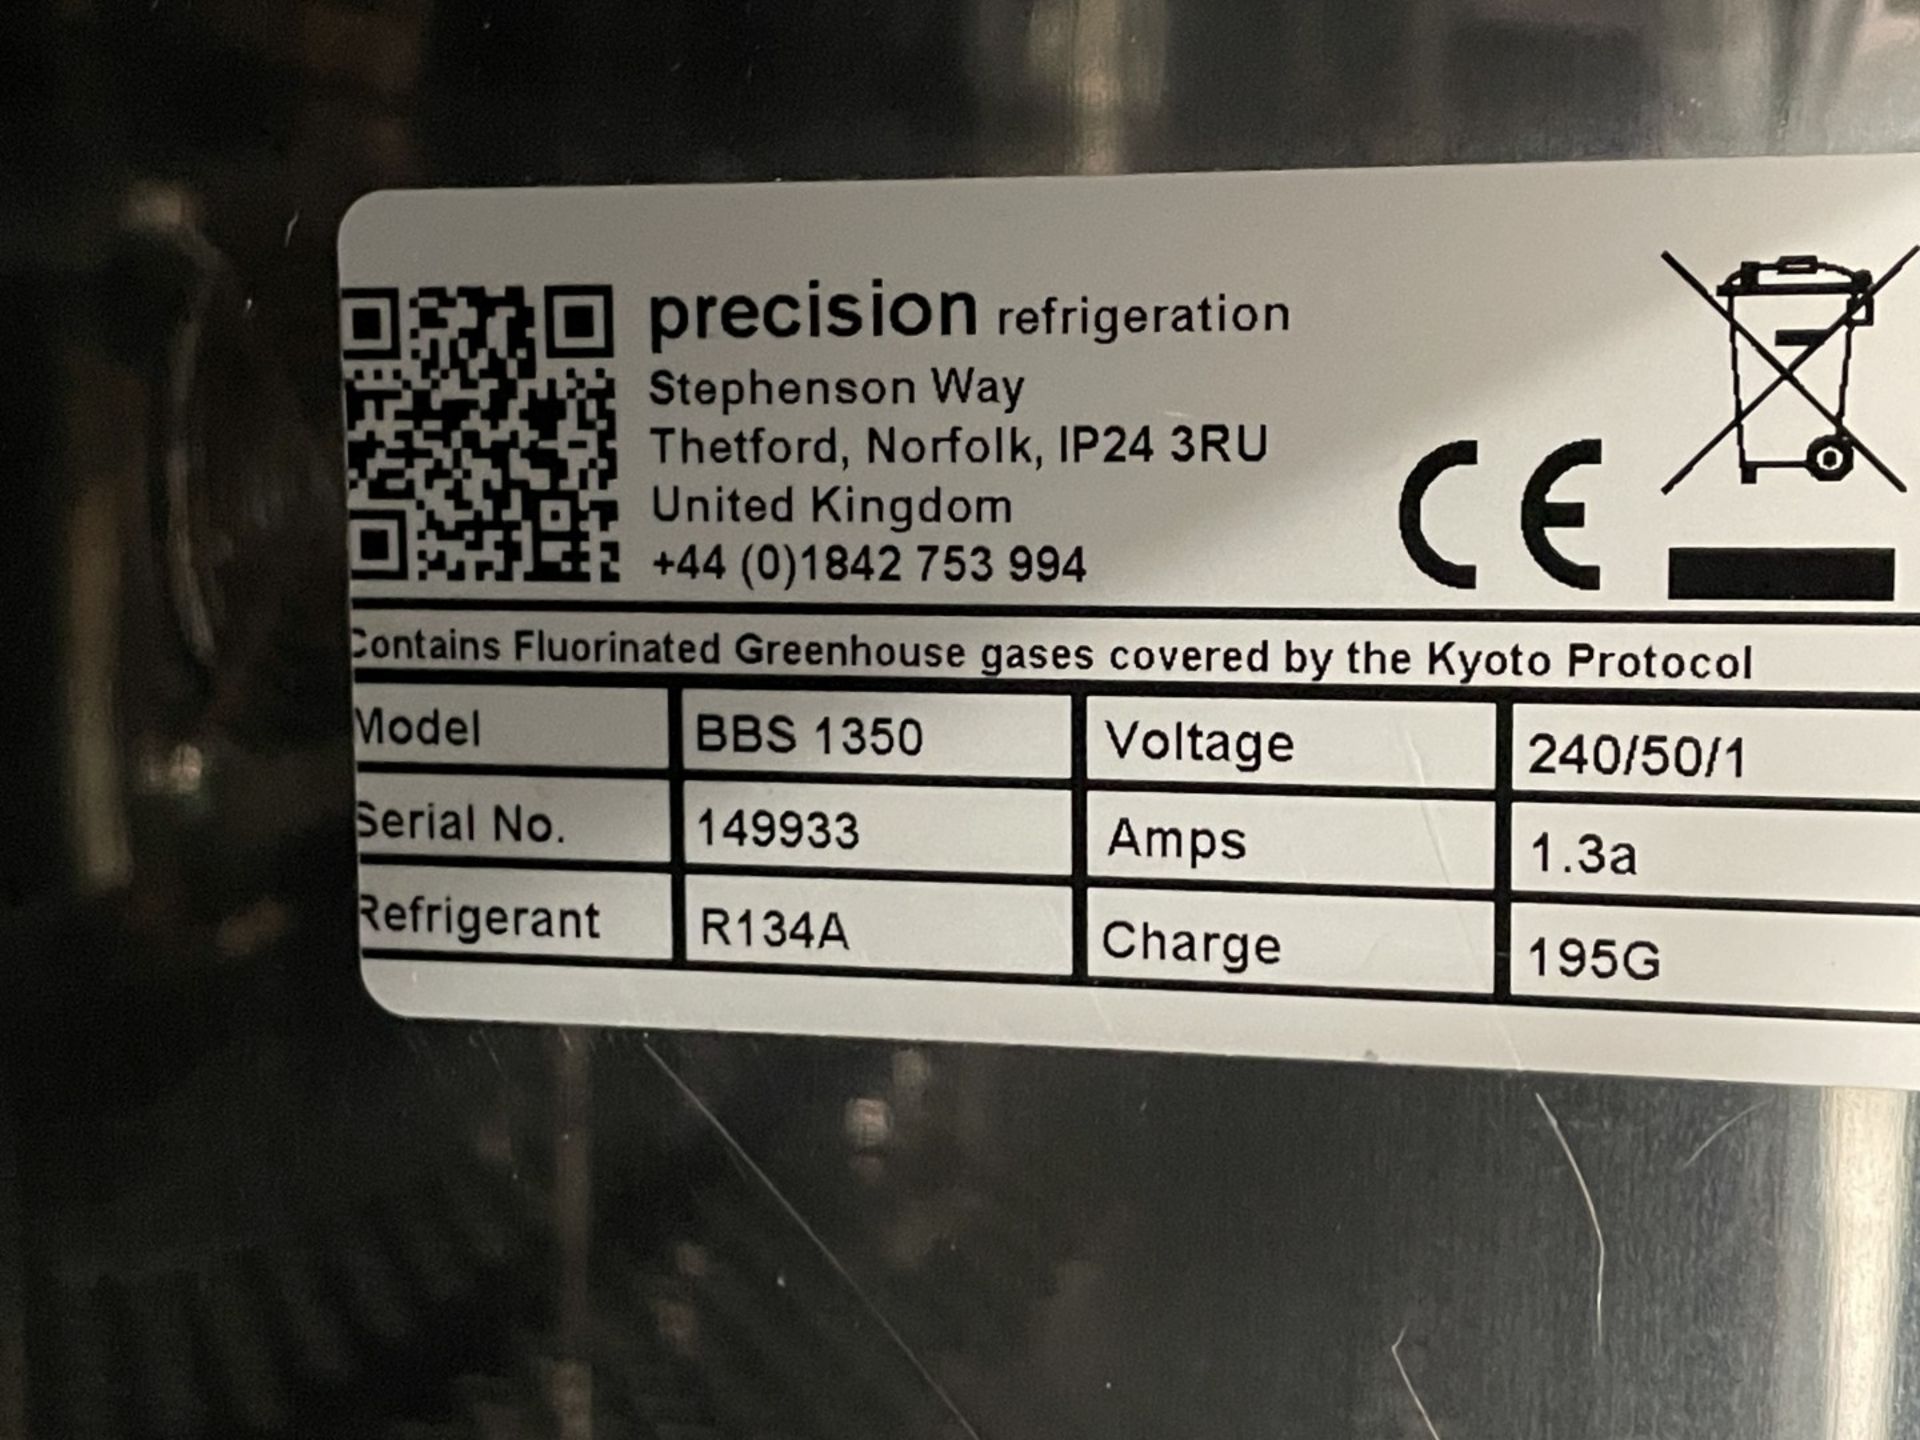 precision refrigeration
Stephenson Way
Thetford, Norfolk, IP24 3RU
United Kingdom
+44 (0)1842 753 994
CE
Contains Fluorinated Greenhouse gases covered by the Kyoto Protocol
Model BBS 1350 Voltage 240/50/1
Serial No. 149933 Amps 1.3a
Refrigerant R134A Charge 195G